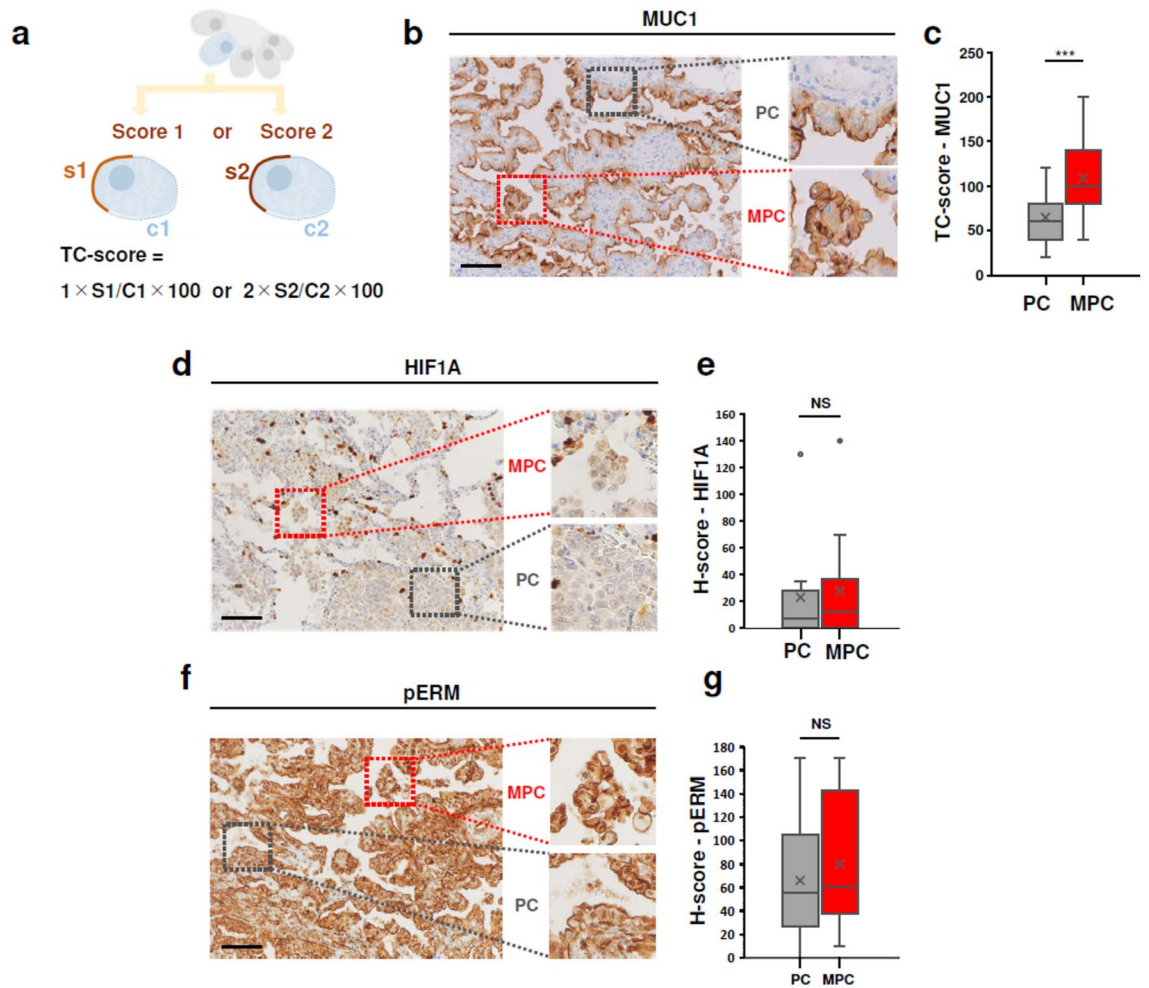 a
Score 1 or Score 2
s1
s2
c1
c2
TC-score =
1×S1/C1×100 or 2×S2/C2×100
b
MUC1
PC
MPC
c
TC-score - MUC1
250
200
150
100
50
0
***
PC MPC
d
HIF1A
MPC
PC
e
H-score - HIF1A
160
140
120
100
80
60
40
20
0
NS
PC MPC
f
pERM
MPC
PC
g
H-score - pERM
180
160
140
120
100
80
60
40
20
0
NS
PC MPC